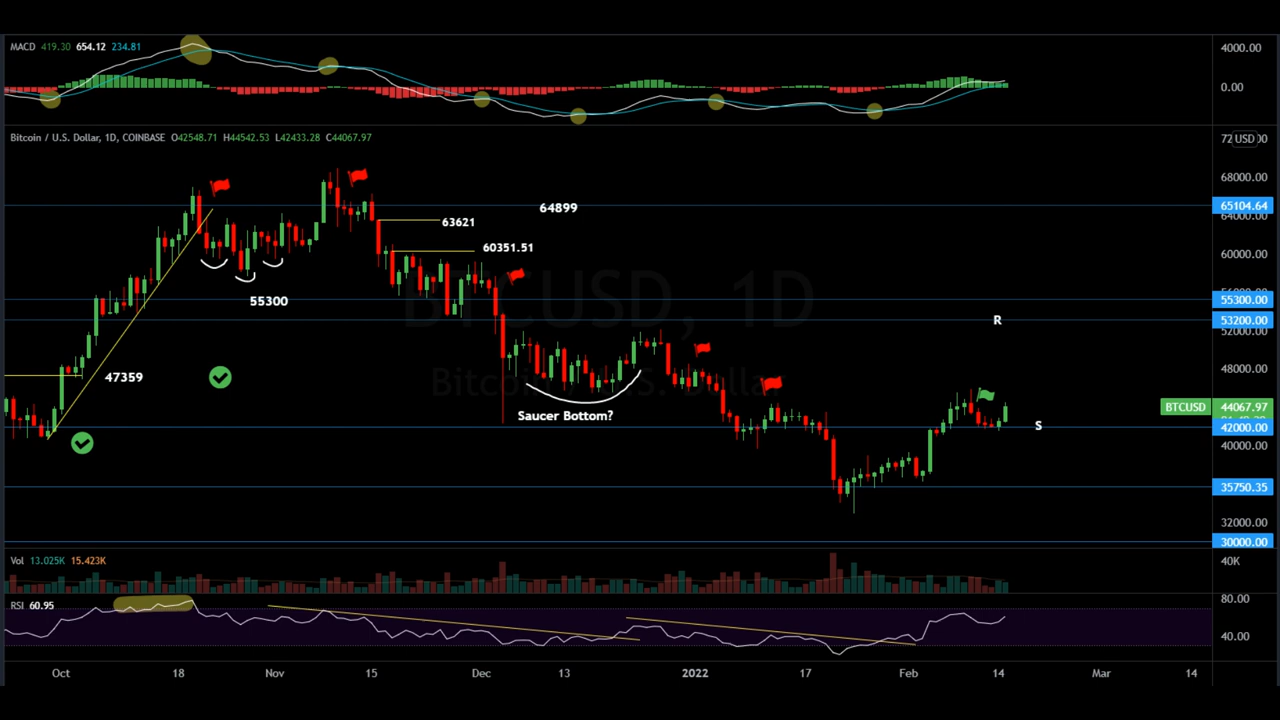 MACD 419.30 654.12 234.81
4000.00
0.00
Bitcoin / U.S. Dollar, 1D, COINBASE O42548.71 H44542.53 L42433.28 C44067.97
USD
68000.00
65104.64
64899
64000.00
63621
60351.51
60000.00
55300
55300.00
BTCUSD, 1D
53200.00
R
52000.00
48000.00
47359
Bitcoin / U.S. Dollar
BTCUSD 44067.97
Saucer Bottom?
42000.00
S
40000.00
35750.35
32000.00
30000.00
Vol 13.025K 15.423K
40K
RSI 60.95
80.00
40.00
Oct 18 Nov 15 Dec 13 2022 17 Feb 14 Mar 14